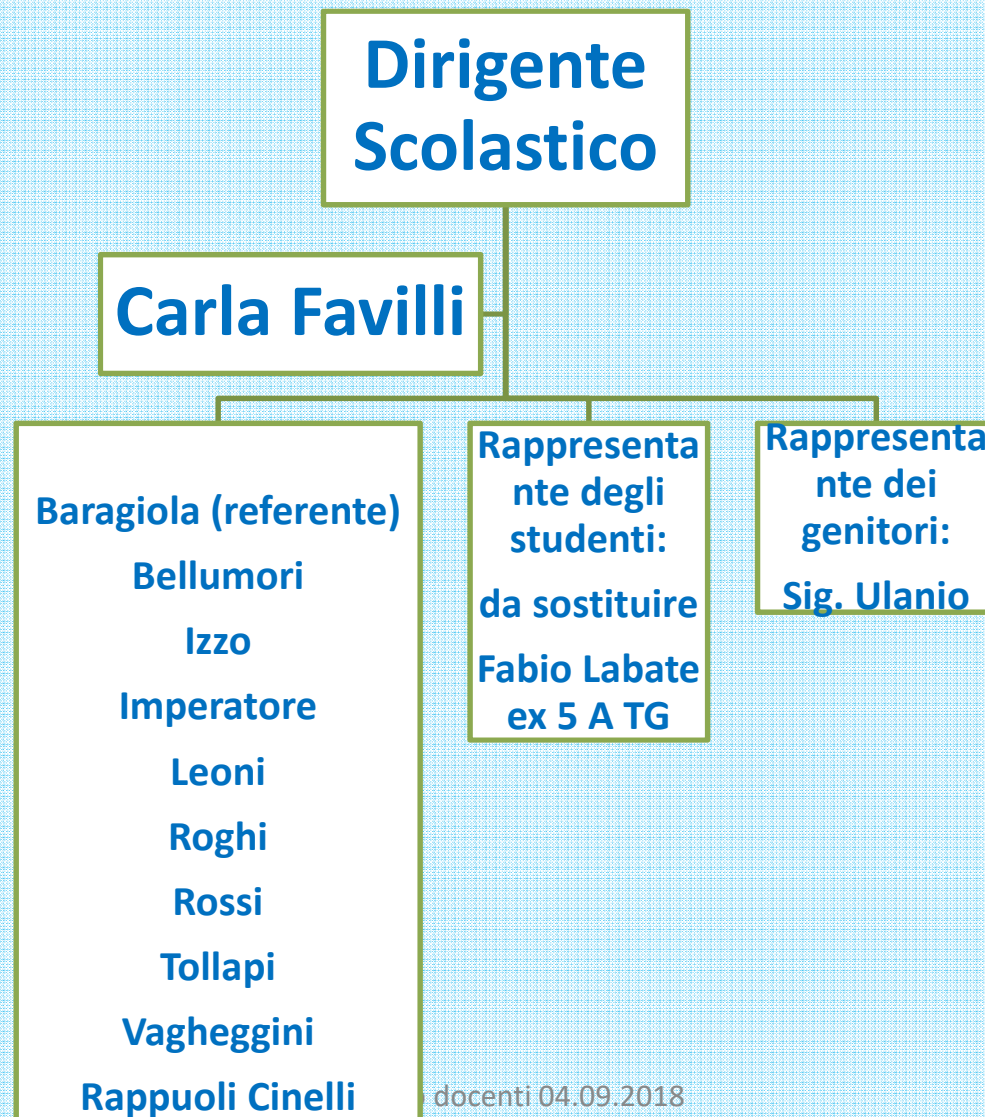 Dirigente
Scolastico
Carla Favilli
Baragiola (referente)
Bellumori
Izzo
Imperatore
Leoni
Roghi
Rossi
Tollapi
Vagheggini
Rappuoli Cinelli
Rappresenta
nte degli
studenti:
da sostituire
Fabio Labate
ex 5 A TG
Rappresenta
nte dei
genitori:
Sig. Ulanio
docenti 04.09.2018